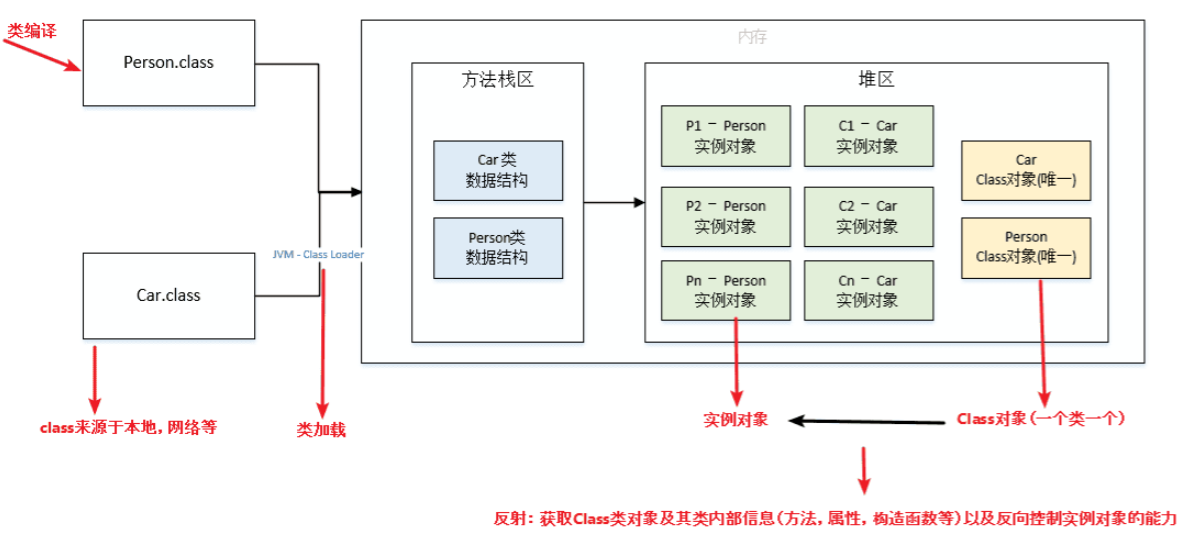 类编译
Person.class
内存
方法栈区
堆区
P1 - Person
实例对象
C1 - Car
实例对象
Car 类
数据结构
Car
Class对象(唯一)
P2 - Person
实例对象
C2 - Car
实例对象
Person类
数据结构
Person
Class对象(唯一)
JVM - Class Loader
Car.class
Pn - Person
实例对象
Cn - Car
实例对象
class来源于本地,网络等
类加载
实例对象
Class对象(一个类一个)
反射：获取Class类对象及其类内部信息(方法,属性,构造函数等)以及反向控制实例对象的能力